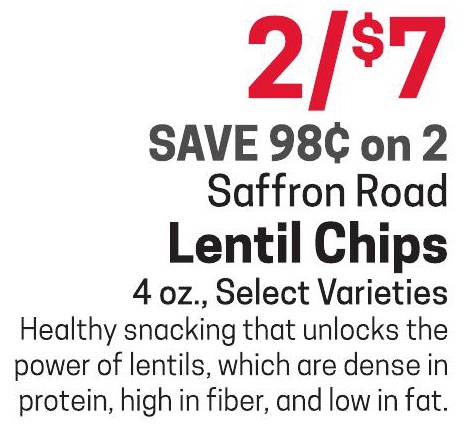 2/$7
SAVE 98¢ on 2
Saffron Road
Lentil Chips
4 oz., Select Varieties
Healthy snacking that unlocks the
power of lentils, which are dense in
protein, high in fiber, and low in fat.